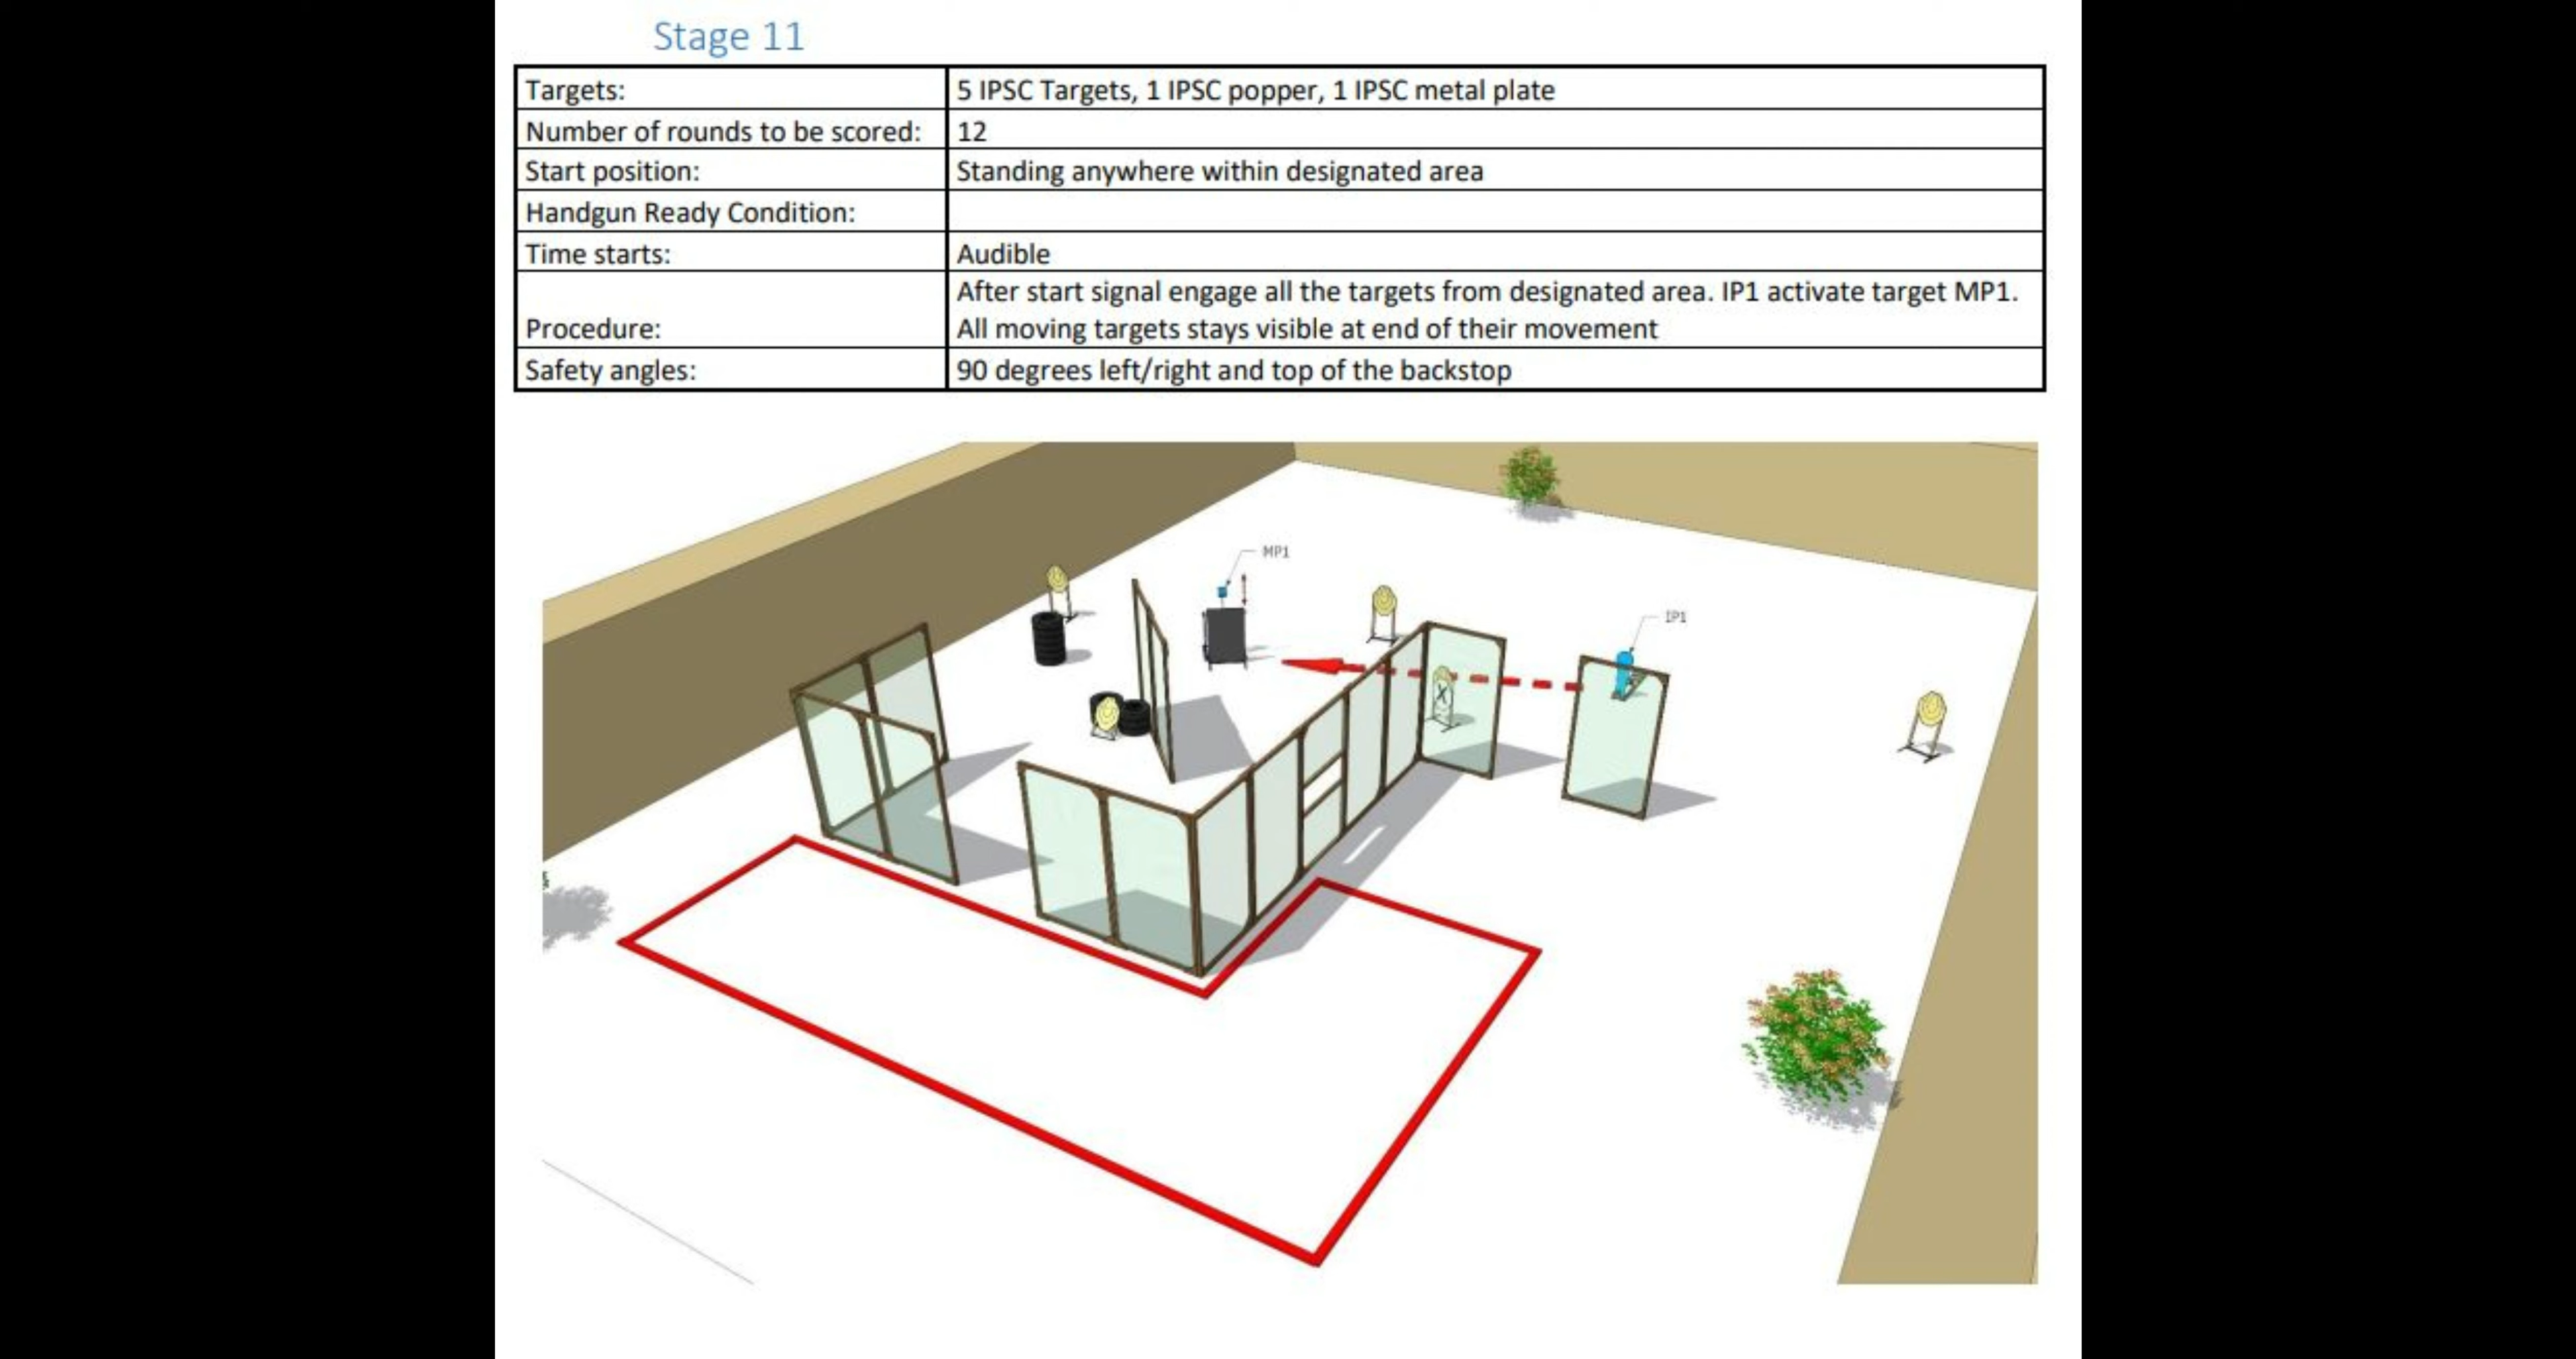 Stage 11
Targets: 5 IPSC Targets, 1 IPSC popper, 1 IPSC metal plate
Number of rounds to be scored: 12
Start position: Standing anywhere within designated area
Handgun Ready Condition:
Time starts: Audible
After start signal engage all the targets from designated area. IP1 activate target MP1.
Procedure: All moving targets stays visible at end of their movement
Safety angles: 90 degrees left/right and top of the backstop
MP1
IP1
X